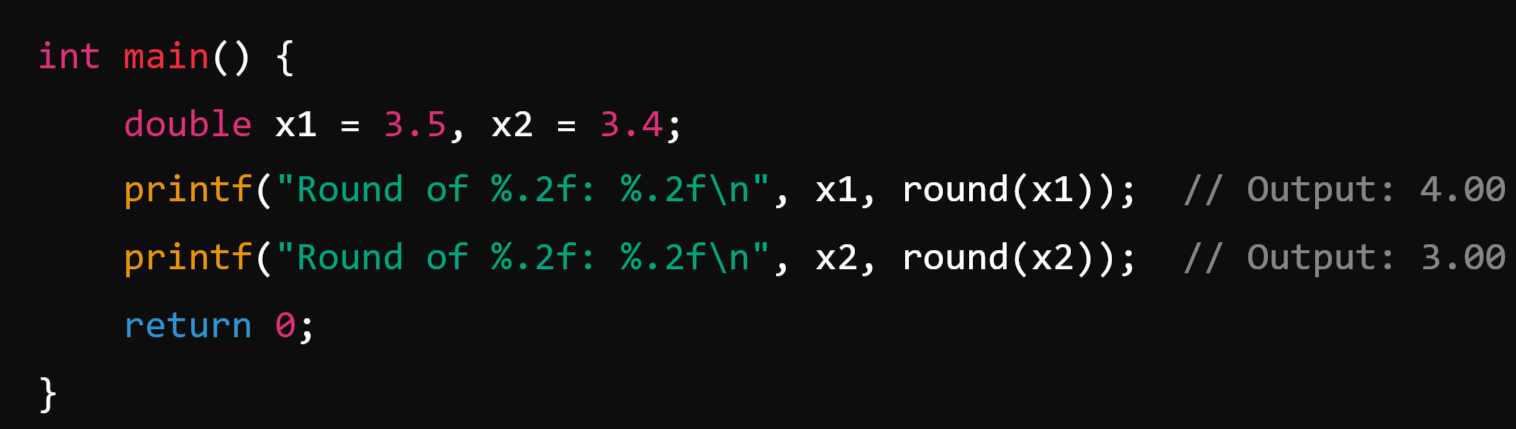 int main() {
    double x1 = 3.5, x2 = 3.4;
    printf("Round of %.2f: %.2f\n", x1, round(x1));  // Output: 4.00
    printf("Round of %.2f: %.2f\n", x2, round(x2));  // Output: 3.00
    return 0;
}